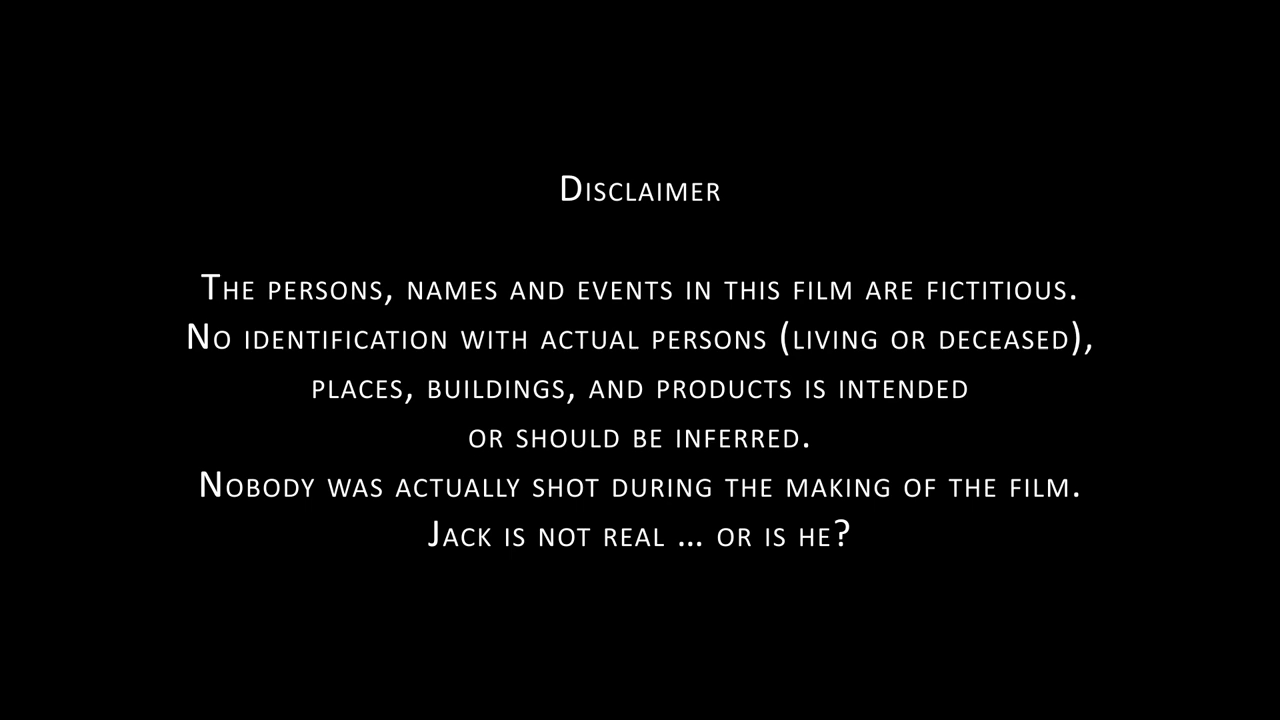 Disclaimer
The persons, names and events in this film are fictitious.
No identification with actual persons (living or deceased),
places, buildings, and products is intended
or should be inferred.
Nobody was actually shot during the making of the film.
Jack is not real ... or is he?